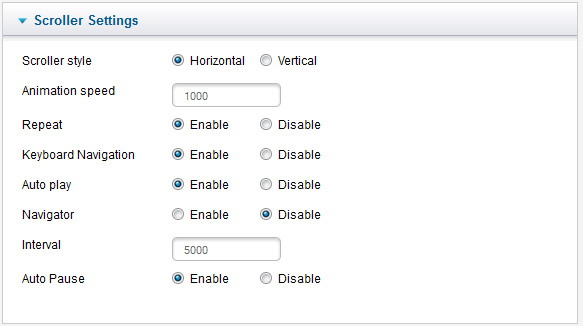 Scroller Settings
Scroller style Horizontal Vertical
Animation speed 1000
Repeat Enable Disable
Keyboard Navigation Enable Disable
Auto play Enable Disable
Navigator Enable Disable
Interval 5000
Auto Pause Enable Disable